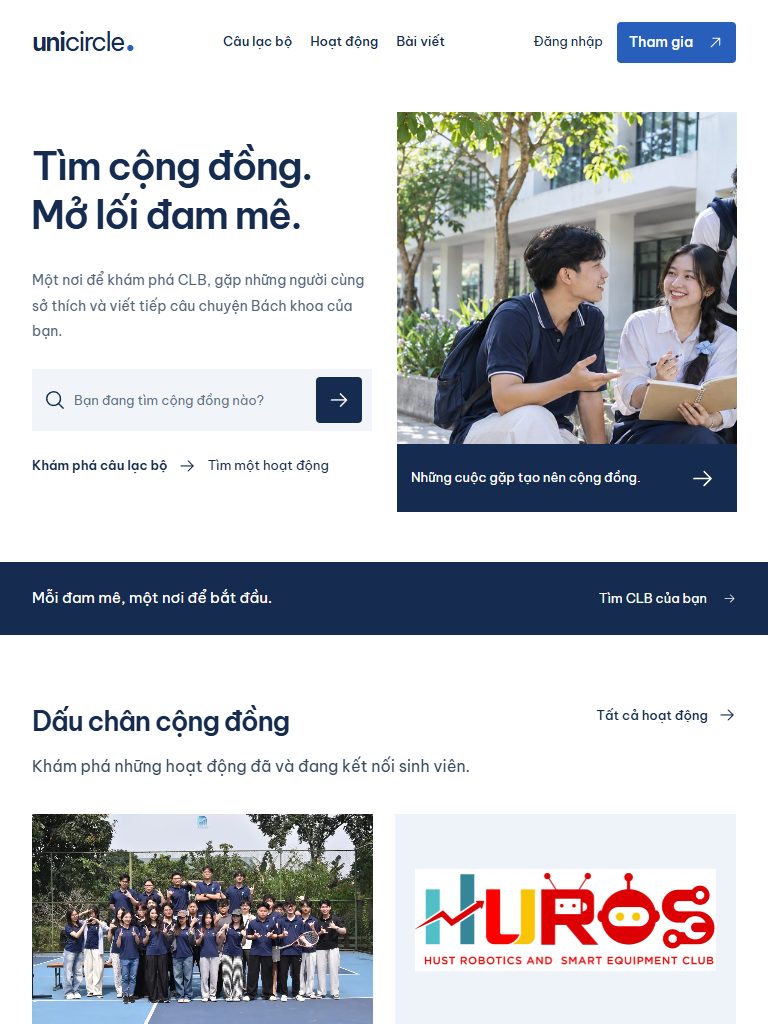 unicircle.
Câu lạc bộ
Hoạt động
Bài viết
Đăng nhập
Tham gia
Tìm cộng đồng.
Mở lối đam mê.
Một nơi để khám phá CLB, gặp những người cùng
sở thích và viết tiếp câu chuyện Bách khoa của
bạn.
Bạn đang tìm cộng đồng nào?
Khám phá câu lạc bộ
Tìm một hoạt động
Những cuộc gặp tạo nên cộng đồng.
Mỗi đam mê, một nơi để bắt đầu.
Tìm CLB của bạn
Dấu chân cộng đồng
Tất cả hoạt động
Khám phá những hoạt động đã và đang kết nối sinh viên.
HUROS
HUST ROBOTICS AND SMART EQUIPMENT CLUB